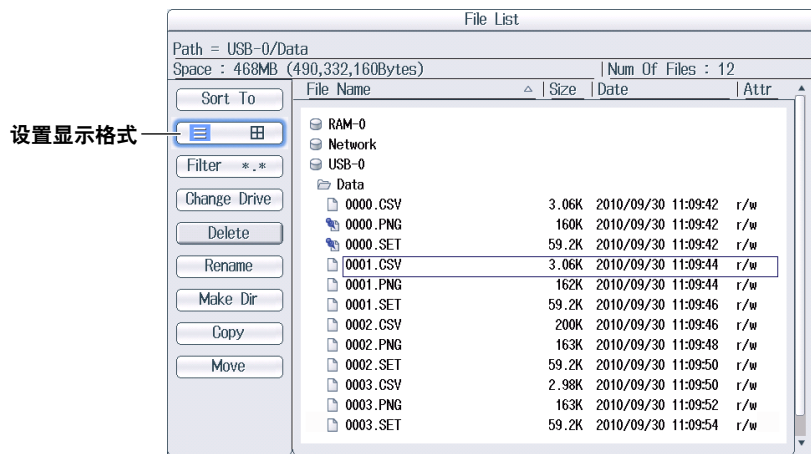 File List
Path = USB-0/Data
Space : 468MB (490,332,160Bytes) Num Of Files : 12
Sort To
File Name Size Date Attr
设置显示格式
Filter *.*
Change Drive
Delete
Rename
Make Dir
Copy
Move
RAM-0
Network
USB-0
Data
0000.CSV 3.06K 2010/09/30 11:09:42 r/w
0000.PNG 160K 2010/09/30 11:09:42 r/w
0000.SET 59.2K 2010/09/30 11:09:42 r/w
0001.CSV 3.06K 2010/09/30 11:09:44 r/w
0001.PNG 162K 2010/09/30 11:09:44 r/w
0001.SET 59.2K 2010/09/30 11:09:46 r/w
0002.CSV 200K 2010/09/30 11:09:46 r/w
0002.PNG 163K 2010/09/30 11:09:48 r/w
0002.SET 59.2K 2010/09/30 11:09:50 r/w
0003.CSV 2.98K 2010/09/30 11:09:50 r/w
0003.PNG 163K 2010/09/30 11:09:52 r/w
0003.SET 59.2K 2010/09/30 11:09:54 r/w